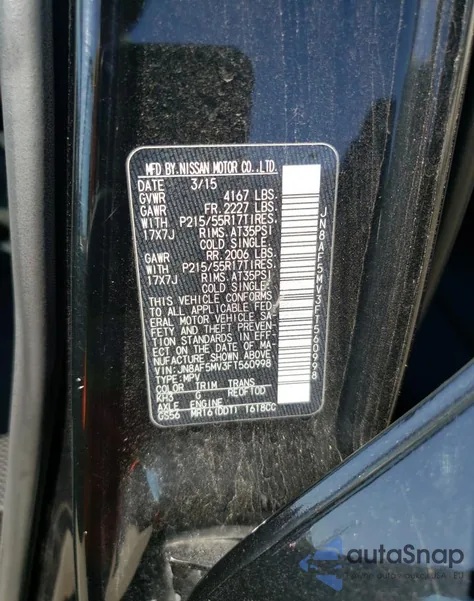 MFD BY.NISSAN MOTOR CO.,LTD.
DATE 3/15
GVWR 4167 LBS.
GAWR FR. 2227 LBS.
WITH P215/55R17TIRES.
17X7J RIMS. AT35PSI
COLD SINGLE.
GAWR RR. 2006 LBS.
WITH P215/55R17TIRES.
17X7J RIMS. AT35PSI
COLD SINGLE.
THIS VEHICLE CONFORMS
TO ALL APPLICABLE FED-
ERAL MOTOR VEHICLE SA-
FETY AND THEFT PREVEN-
TION STANDARDS IN EFF-
ECT ON THE DATE OF MA-
NUFACTURE SHOWN ABOVE.
VIN: JN8AF5MV3FT560998
TYPE: MPV
COLOR TRIM TRANS
KH3 G RE0F10D
AXLE ENGINE
GS56 MR16(DDT) 1618CC
JN8AF5MV3FT560998
autoSnap